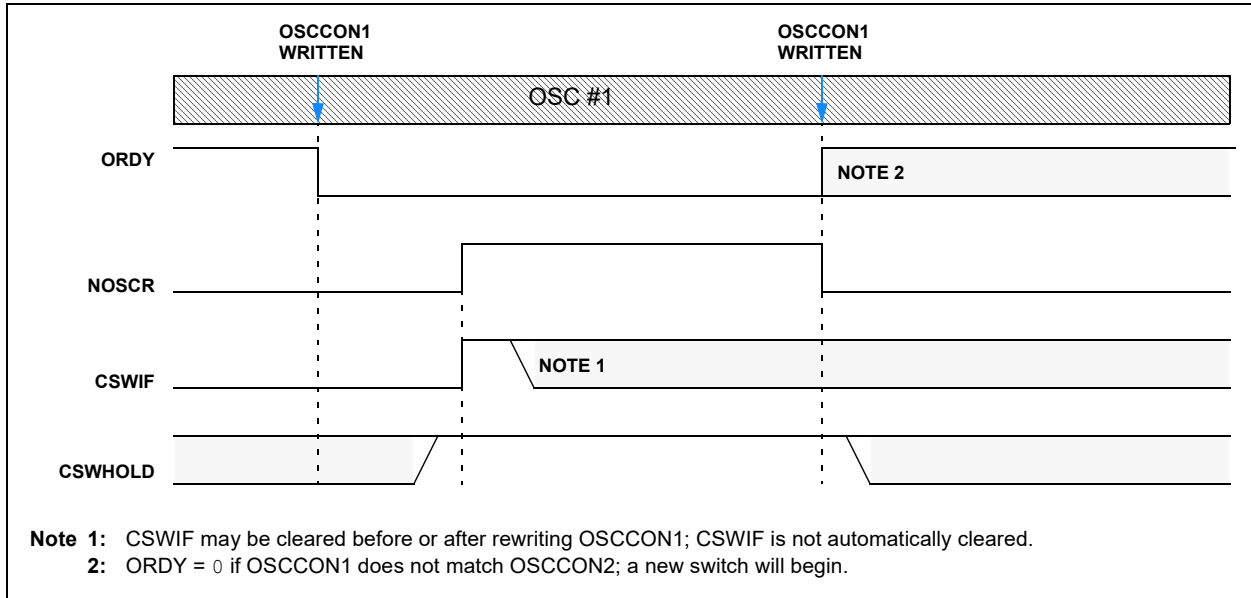 OSCCON1
WRITTEN
OSCCON1
WRITTEN
OSC #1
ORDY
NOTE 2
NOSCR
NOTE 1
CSWIF
CSWHOLD
Note 1: CSWIF may be cleared before or after rewriting OSCCON1; CSWIF is not automatically cleared.
2: ORDY = 0 if OSCCON1 does not match OSCCON2; a new switch will begin.